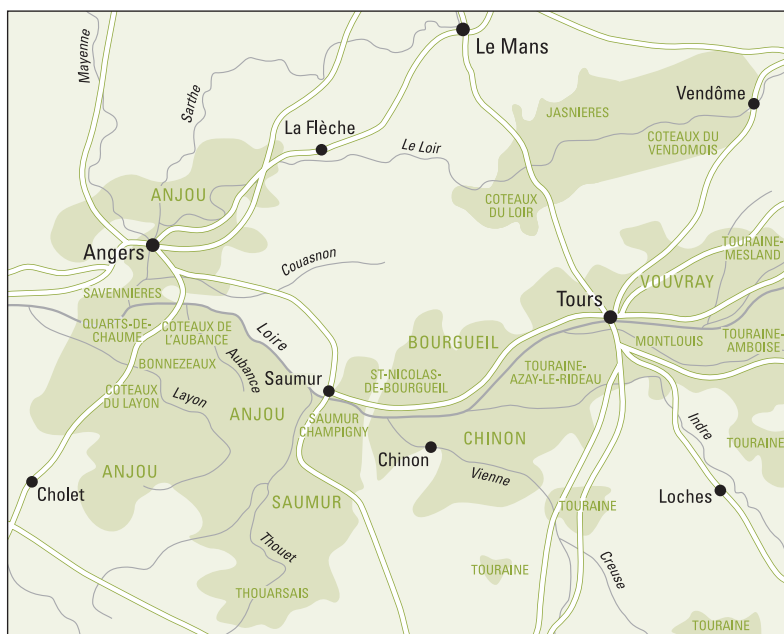 Mayenne
Sarthe
Le Mans
Vendôme
JASNIERES
La Flèche
COTEAUX DU
VENDOMOIS
Le Loir
ANJOU
COTEAUX
DU LOIR
Angers
TOURAINE-
MESLAND
Couasnon
VOUVRAY
SAVENNIERES
Tours
QUARTS-DE-
CHAUME
COTEAUX DE
L'AUBANCE
Loire
BOURGUEIL
MONTLOUIS
TOURAINE-
AMBOISE
BONNEZEAUX
Aubance
Saumur
ST-NICOLAS-
DE-BOURGUEIL
TOURAINE-
AZAY-LE-RIDEAU
COTEAUX
DU LAYON
Layon
ANJOU
SAUMUR
CHAMPIGNY
Indre
CHINON
TOURAINE
Chinon
ANJOU
Vienne
Cholet
SAUMUR
Loches
TOURAINE
Thouet
Creuse
TOURAINE
THOUARSAIS
TOURAINE